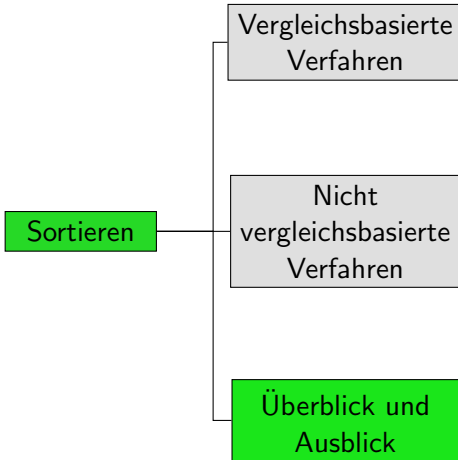 Vergleichsbasierte
Verfahren
Nicht
vergleichsbasierte
Verfahren
Sortieren
Überblick und
Ausblick